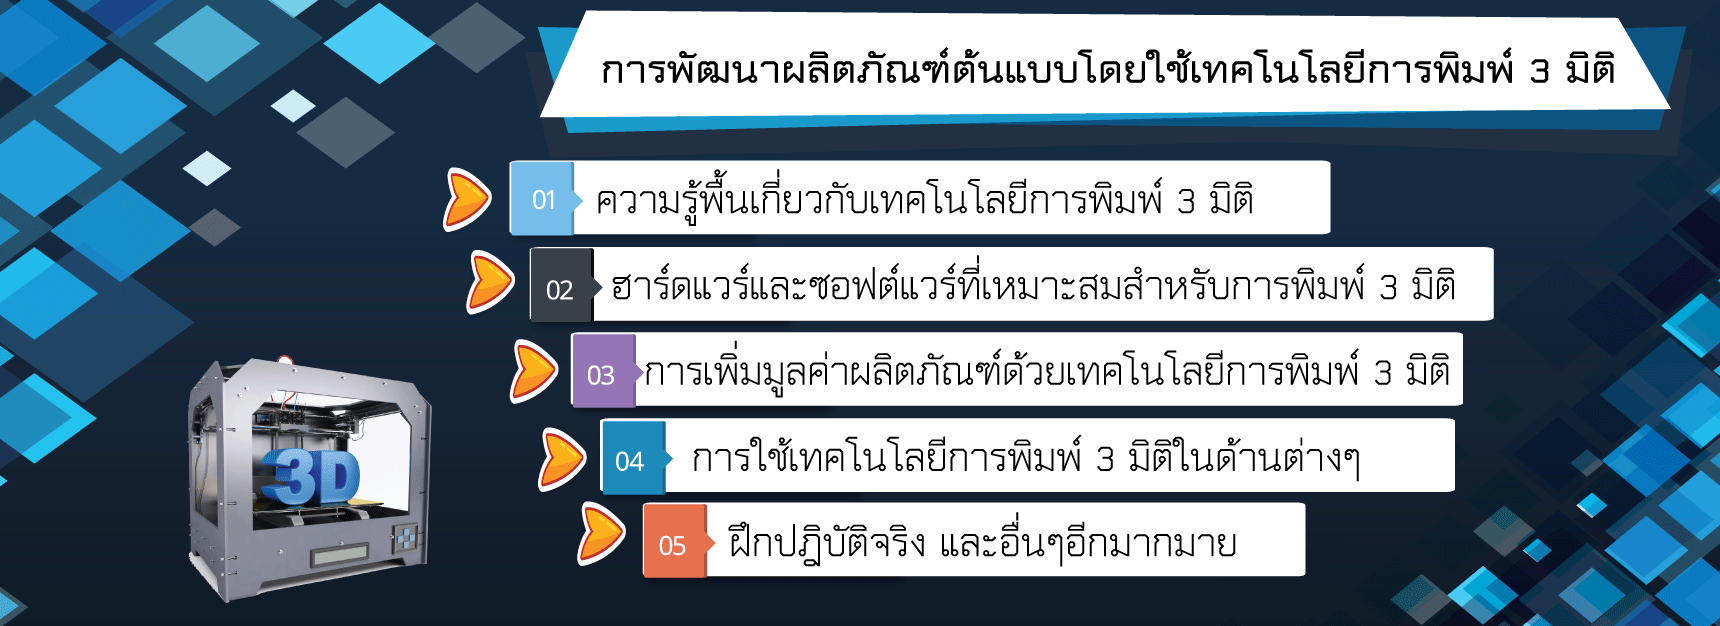 การพัฒนาผลิตภัณฑ์ต้นแบบโดยใช้เทคโนโลยีการพิมพ์ 3 มิติ
01 ความรู้พื้นเกี่ยวกับเทคโนโลยีการพิมพ์ 3 มิติ
02 ฮาร์ดแวร์และซอฟต์แวร์ที่เหมาะสมสำหรับการพิมพ์ 3 มิติ
03 การเพิ่มมูลค่าผลิตภัณฑ์ด้วยเทคโนโลยีการพิมพ์ 3 มิติ
04 การใช้เทคโนโลยีการพิมพ์ 3 มิติในด้านต่างๆ
3D
05 ฝึกปฏิบัติจริง และอื่นๆอีกมากมาย